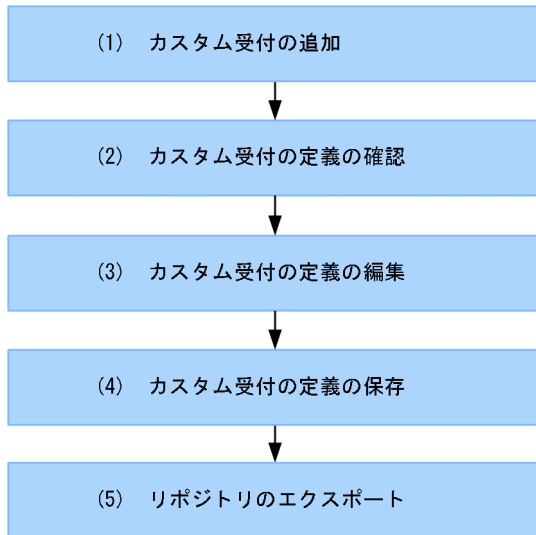 (1) カスタム受付の追加
(2) カスタム受付の定義の確認
(3) カスタム受付の定義の編集
(4) カスタム受付の定義の保存
(5) リポジトリのエクスポート